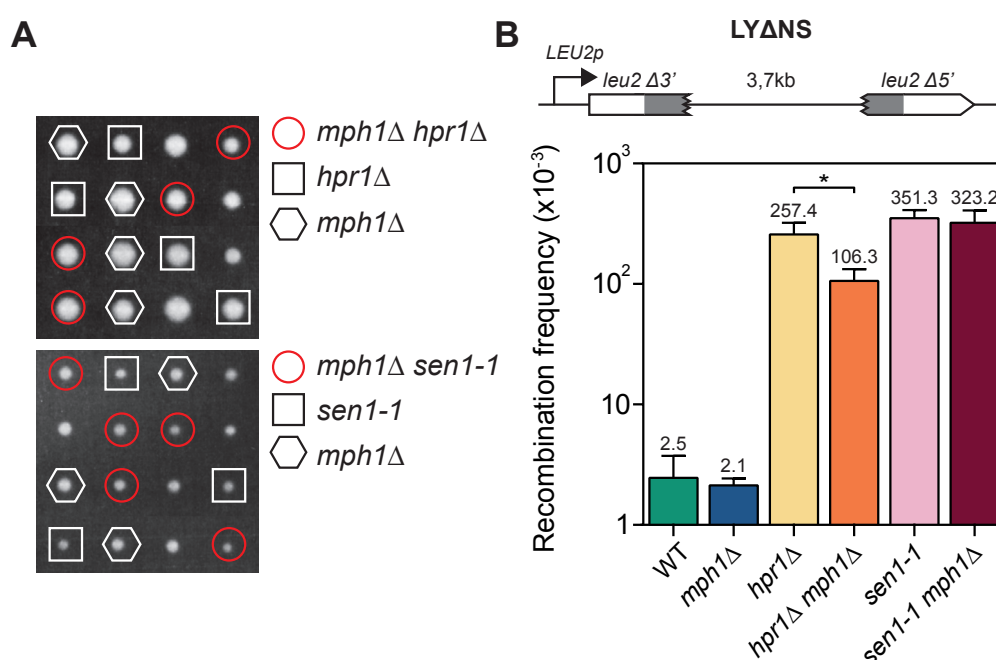 A
mph1Δ hpr1Δ
hpr1Δ
mph1Δ
mph1Δ sen1-1
sen1-1
mph1Δ
B
LYΔNS
LEU2p
leu2 Δ3’ 3,7kb leu2 Δ5’
Recombination frequency (x10⁻³)
10³
10²
10
1
2.5
2.1
257.4
*
106.3
351.3
323.2
WT
mph1Δ
hpr1Δ
hpr1Δ mph1Δ
sen1-1
sen1-1 mph1Δ